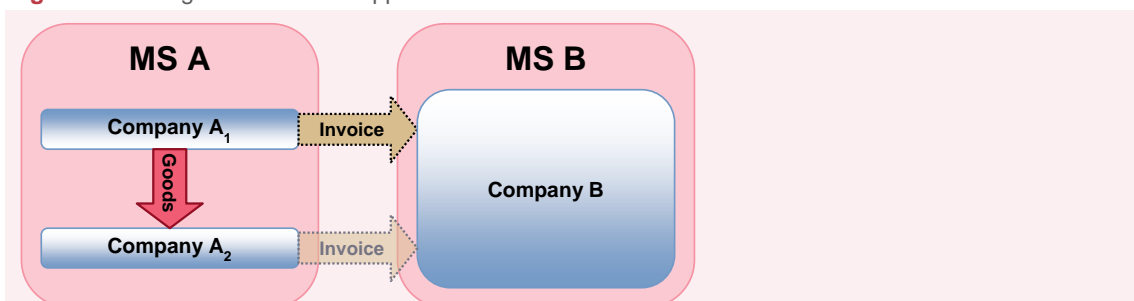 MS A
MS B
Company A1
Invoice
Goods
Company B
Company A2
Invoice